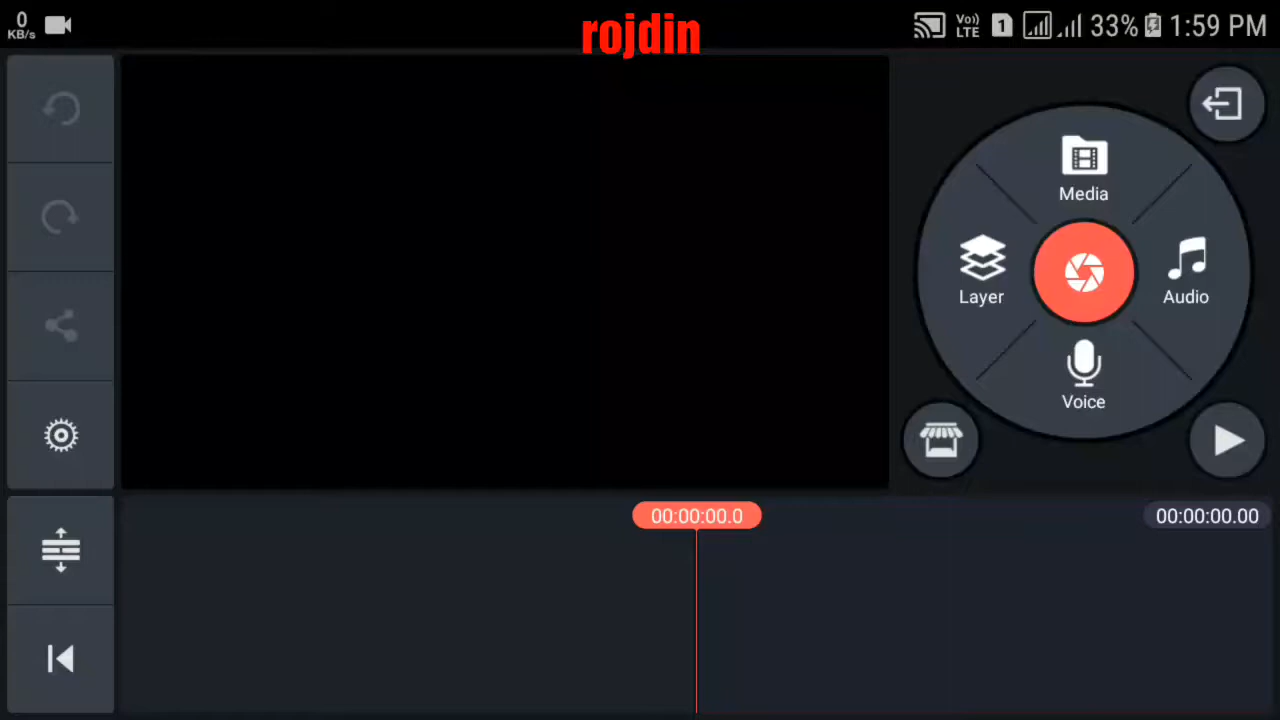 0
KB/s
rojdin
Vo))
LTE
1
33%
1:59 PM
Media
Layer
Audio
Voice
00:00:00.0
00:00:00.00